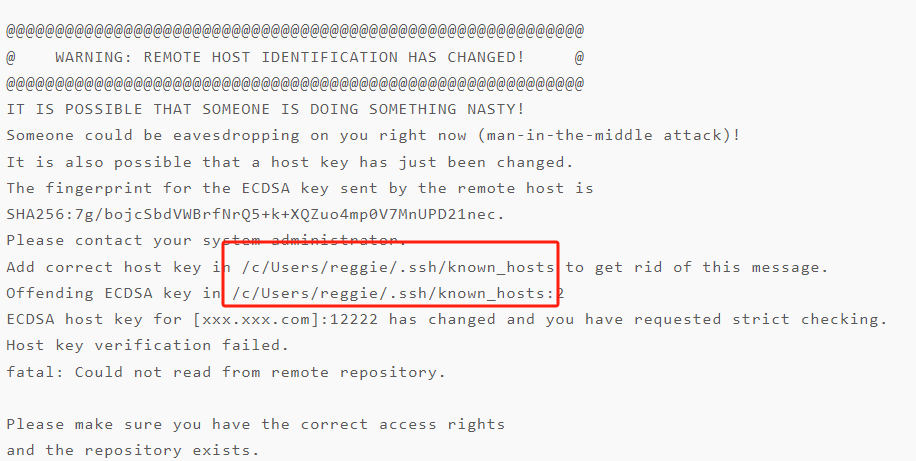 @@@@@@@@@@@@@@@@@@@@@@@@@@@@@@@@@@@@@@@@@@@@@@@@@@@@@@@@@@@
@    WARNING: REMOTE HOST IDENTIFICATION HAS CHANGED!     @
@@@@@@@@@@@@@@@@@@@@@@@@@@@@@@@@@@@@@@@@@@@@@@@@@@@@@@@@@@@
IT IS POSSIBLE THAT SOMEONE IS DOING SOMETHING NASTY!
Someone could be eavesdropping on you right now (man-in-the-middle attack)!
It is also possible that a host key has just been changed.
The fingerprint for the ECDSA key sent by the remote host is
SHA256:7g/bojcSbdVWBrfNrQ5+k+XQZuo4mp0V7MnUPD21nec.
Please contact your system administrator.
Add correct host key in /c/Users/reggie/.ssh/known_hosts to get rid of this message.
Offending ECDSA key in /c/Users/reggie/.ssh/known_hosts:2
ECDSA host key for [xxx.xxx.com]:12222 has changed and you have requested strict checking.
Host key verification failed.
fatal: Could not read from remote repository.
Please make sure you have the correct access rights
and the repository exists.